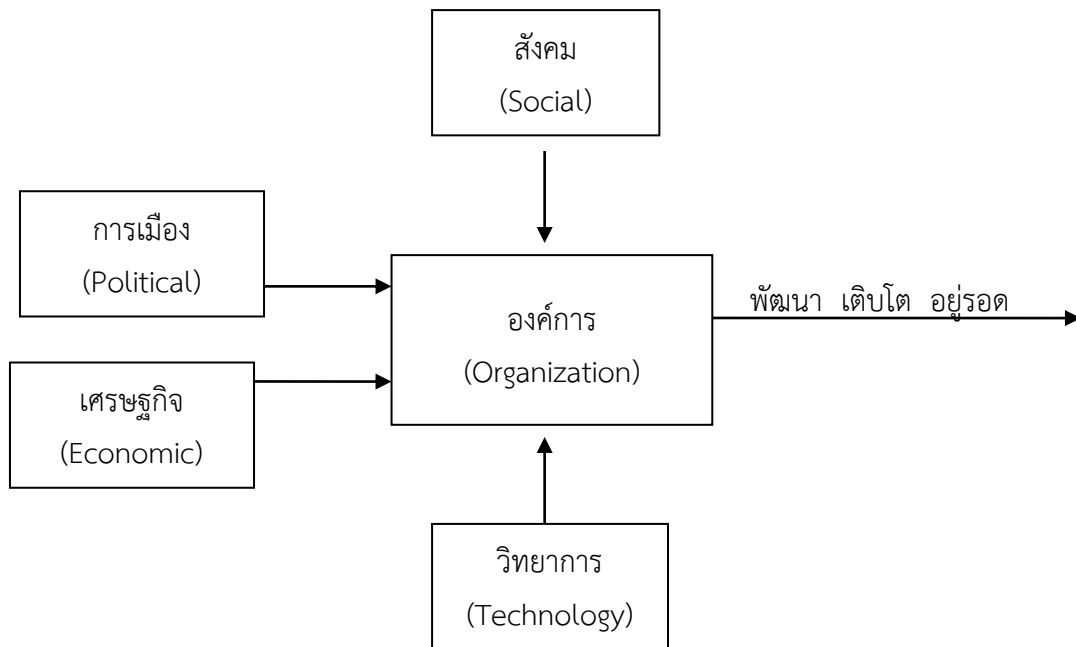 สังคม
(Social)
การเมือง
(Political)
องค์การ
(Organization)
พัฒนา เติบโต อยู่รอด
เศรษฐกิจ
(Economic)
วิทยาการ
(Technology)